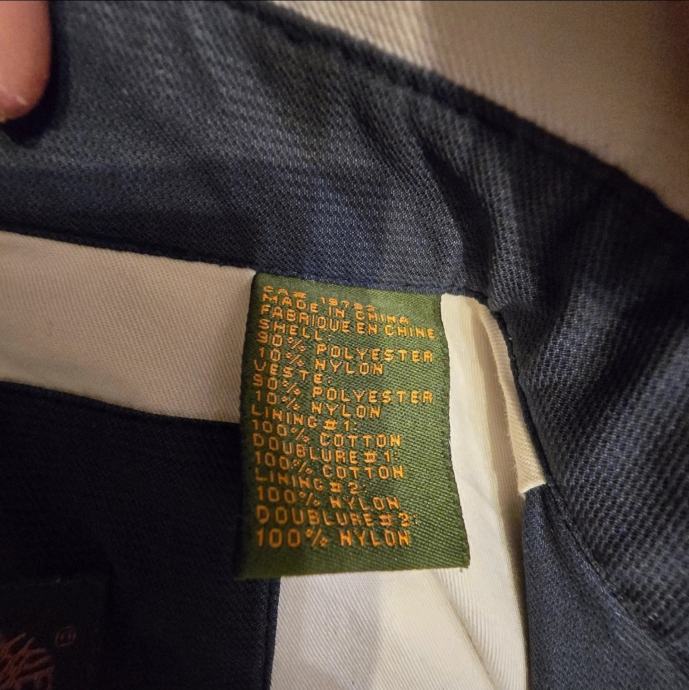 MADE IN CHINA
FABRIQUE EN CHINE
SHELL:
90% POLYESTER
10% NYLON
VESTE:
90% POLYESTER
10% NYLON
LINING#1:
100% COTTON
DOUBLURE#1:
100% COTTON
LINING#2:
100% NYLON
DOUBLURE#2:
100% NYLON